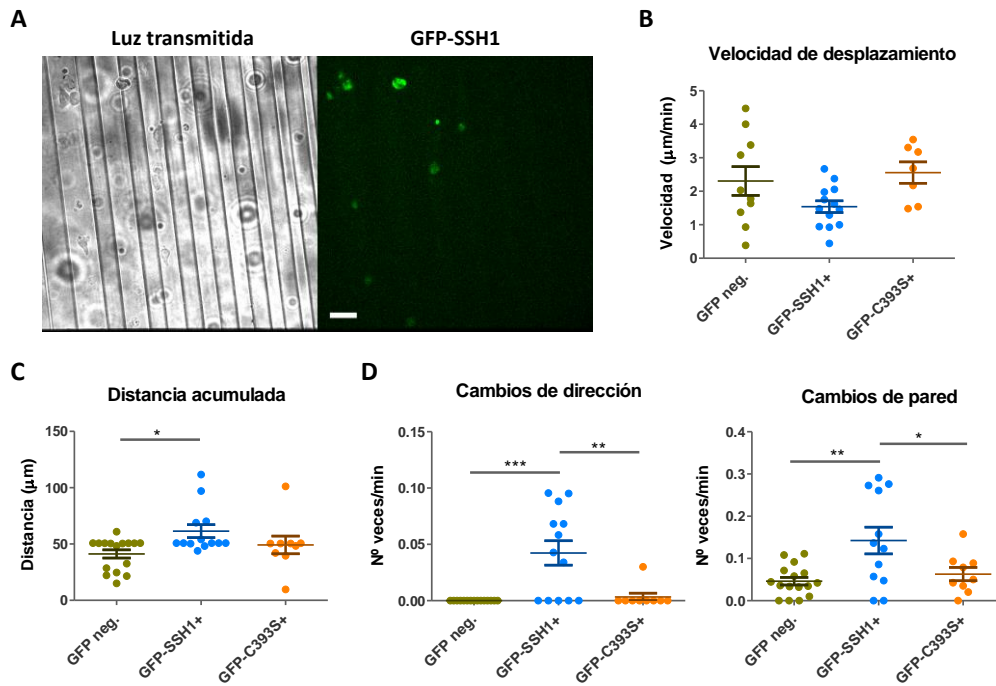 A
Luz transmitida
GFP-SSH1
B
Velocidad de desplazamiento
Velocidad (µm/min)
5
4
3
2
1
0
GFP neg.
GFP-SSH1+
GFP-C393S+
C
Distancia acumulada
Distancia (µm)
150
100
50
0
*
GFP neg.
GFP-SSH1+
GFP-C393S+
D
Cambios de dirección
Nº veces/min
0.15
0.10
0.05
0.00
***
**
GFP neg.
GFP-SSH1+
GFP-C393S+
Cambios de pared
Nº veces/min
0.4
0.3
0.2
0.1
0.0
**
*
GFP neg.
GFP-SSH1+
GFP-C393S+